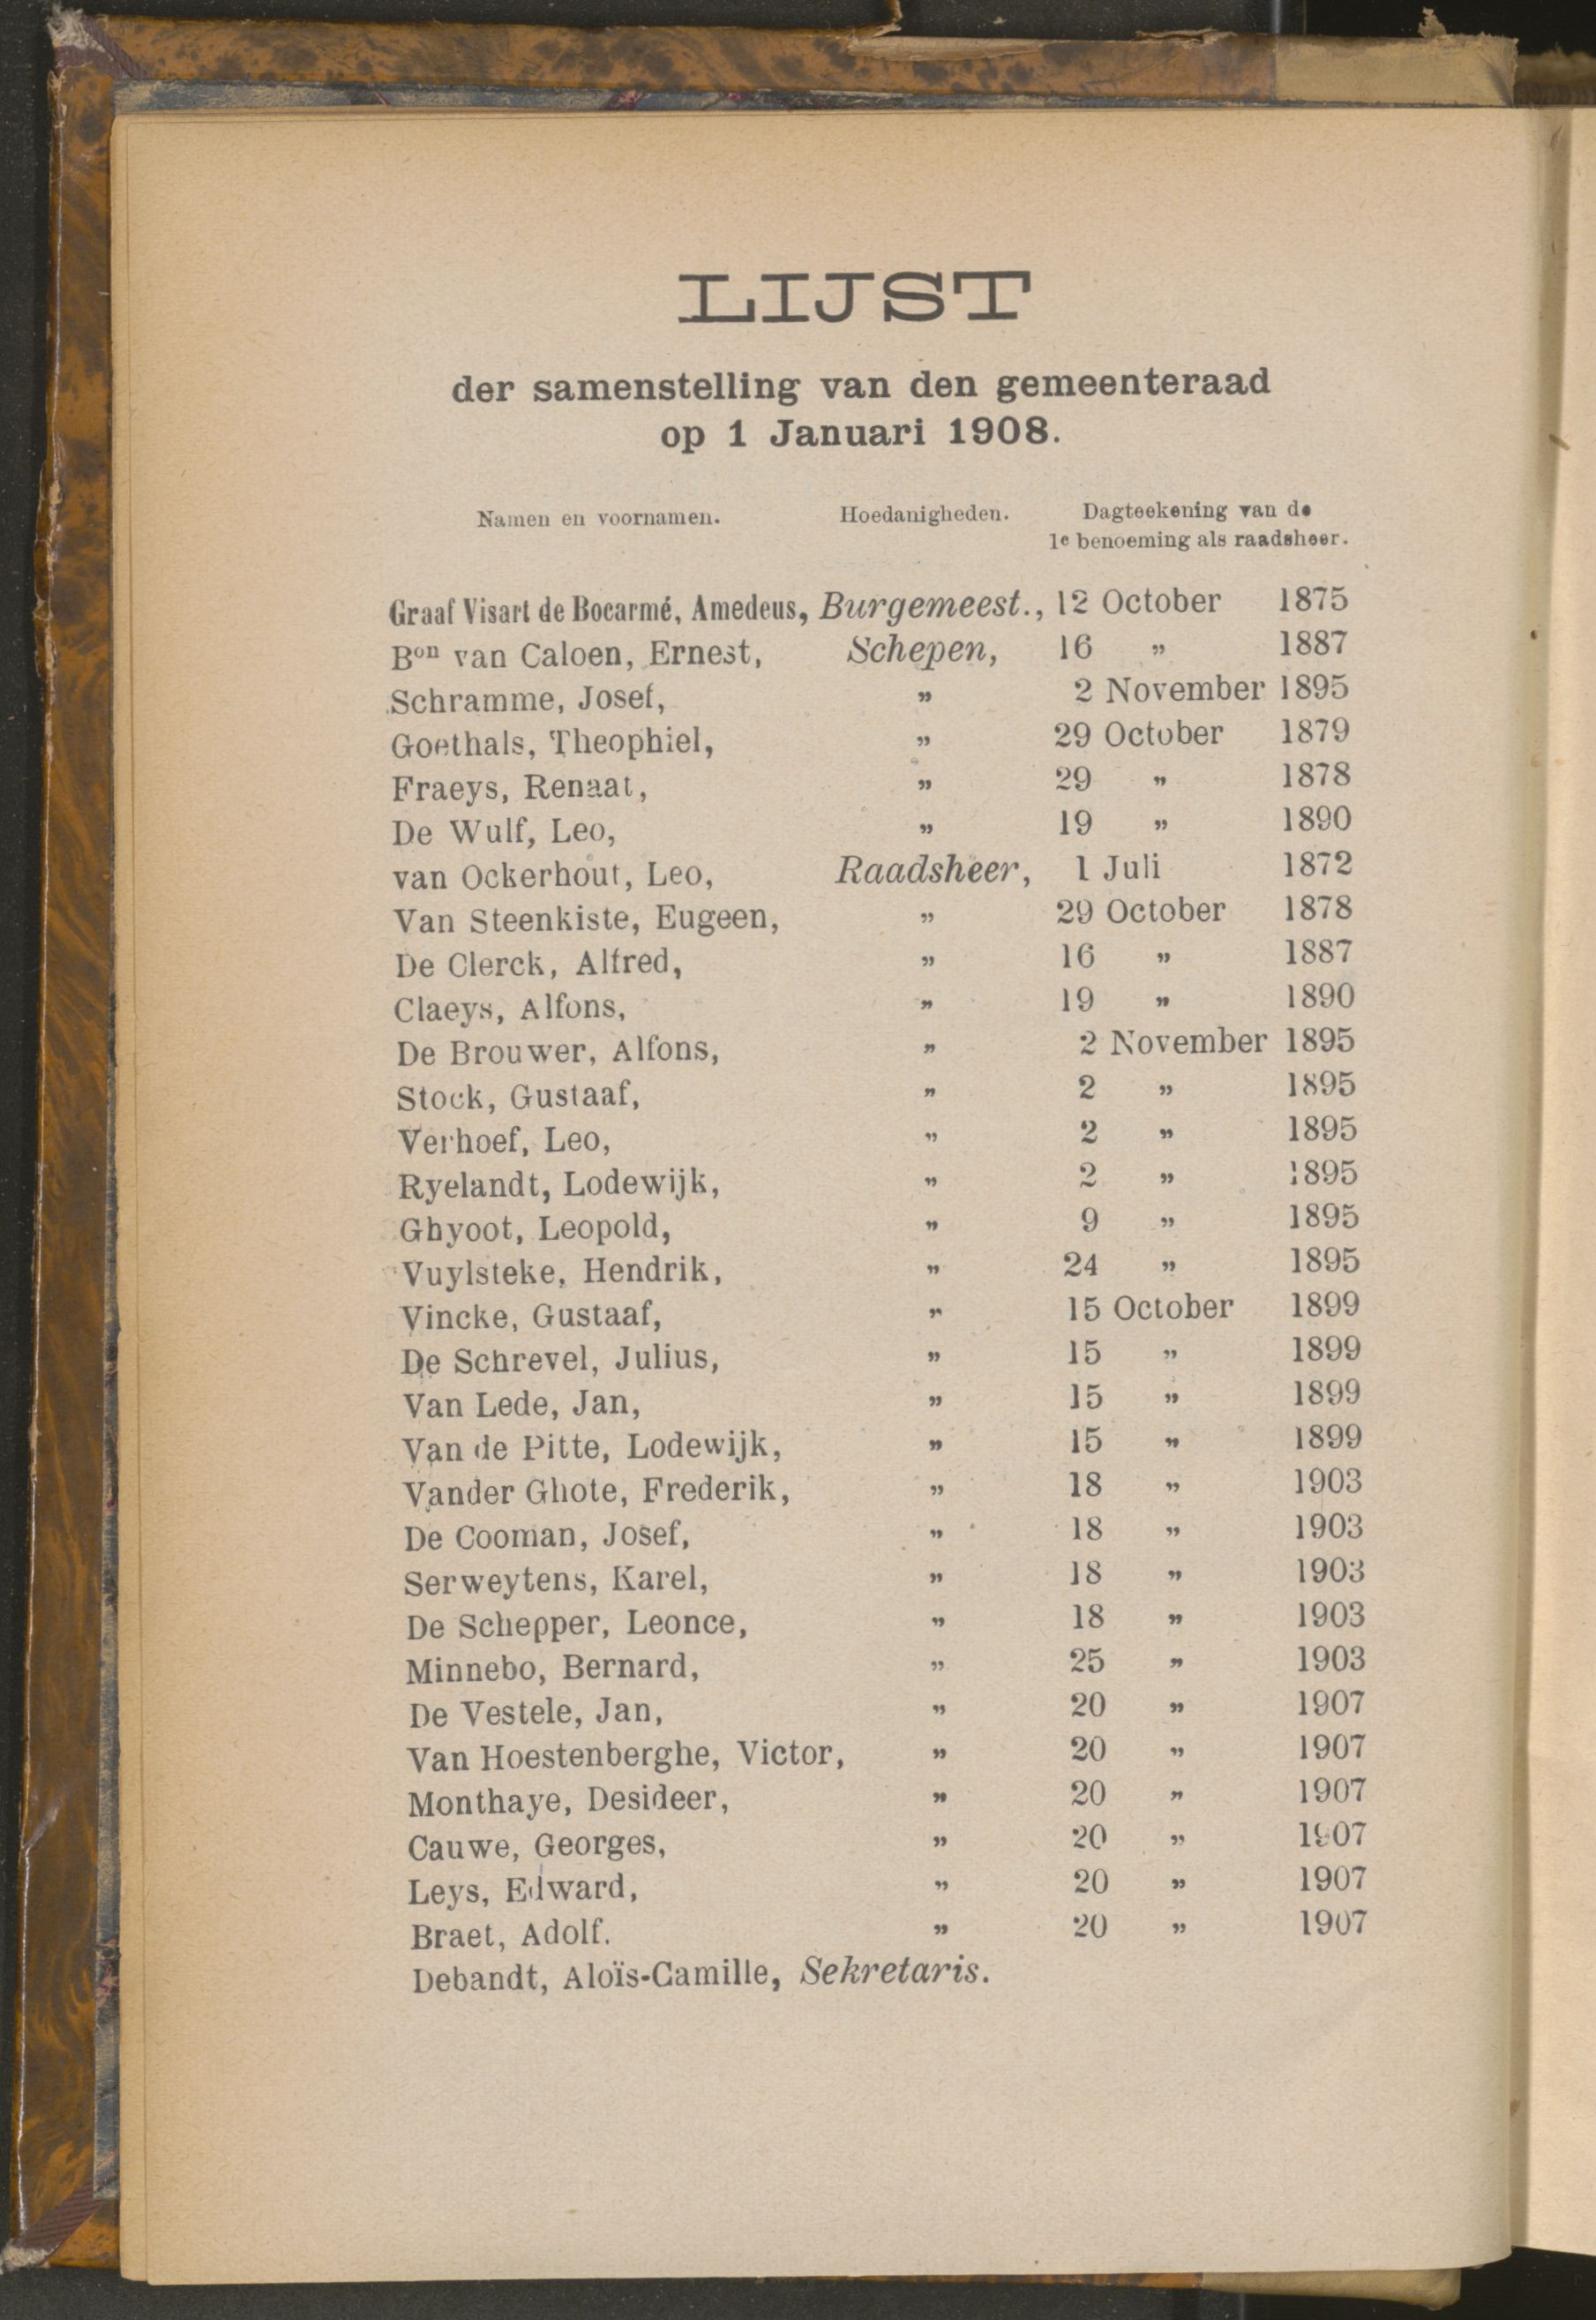 LIJST
der samenstelling van den gemeenteraad
op 1 Januari 1908.
Namen en voornamen. Hoedanigheden. Dagteekening van de
1e benoeming als raadsheer.
Graaf Visart de Bocarmé, Amedeus, Burgemeest., 12 October 1875
Bon van Caloen, Ernest, Schepen, 16 „ 1887
Schramme, Josef, „ 2 November 1895
Goethals, Theophiel, „ 29 October 1879
Fraeys, Renaat, „ 29 „ 1878
De Wulf, Leo, „ 19 „ 1890
van Ockerhout, Leo, Raadsheer, 1 Juli 1872
Van Steenkiste, Eugeen, „ 29 October 1878
De Clerck, Alfred, „ 16 „ 1887
Claeys, Alfons, „ 19 „ 1890
De Brouwer, Alfons, „ 2 November 1895
Stock, Gustaaf, „ 2 „ 1895
Verhoef, Leo, „ 2 „ 1895
Ryelandt, Lodewijk, „ 2 „ 1895
Ghyoot, Leopold, „ 9 „ 1895
Vuylsteke, Hendrik, „ 24 „ 1895
Vincke, Gustaaf, „ 15 October 1899
De Schrevel, Julius, „ 15 „ 1899
Van Lede, Jan, „ 15 „ 1899
Van de Pitte, Lodewijk, „ 15 „ 1899
Vander Ghote, Frederik, „ 18 „ 1903
De Cooman, Josef, „ 18 „ 1903
Serweytens, Karel, „ 18 „ 1903
De Schepper, Leonce, „ 18 „ 1903
Minnebo, Bernard, „ 25 „ 1903
De Vestele, Jan, „ 20 „ 1907
Van Hoestenberghe, Victor, „ 20 „ 1907
Monthaye, Desideer, „ 20 „ 1907
Cauwe, Georges, „ 20 „ 1907
Leys, Edward, „ 20 „ 1907
Braet, Adolf. „ 20 „ 1907
Debandt, Aloïs-Camille, Sekretaris.